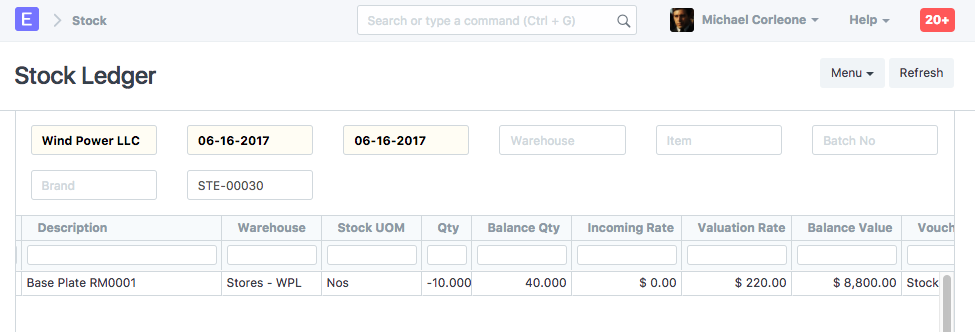 E Stock Search or type a command (Ctrl + G) Michael Corleone Help 20+
Stock Ledger Menu Refresh
Wind Power LLC 06-16-2017 06-16-2017 Warehouse Item Batch No
Brand STE-00030
Description Warehouse Stock UOM Qty Balance Qty Incoming Rate Valuation Rate Balance Value Vouch
Base Plate RM0001 Stores - WPL Nos -10.000 40.000 $ 0.00 $ 220.00 $ 8,800.00 Stock